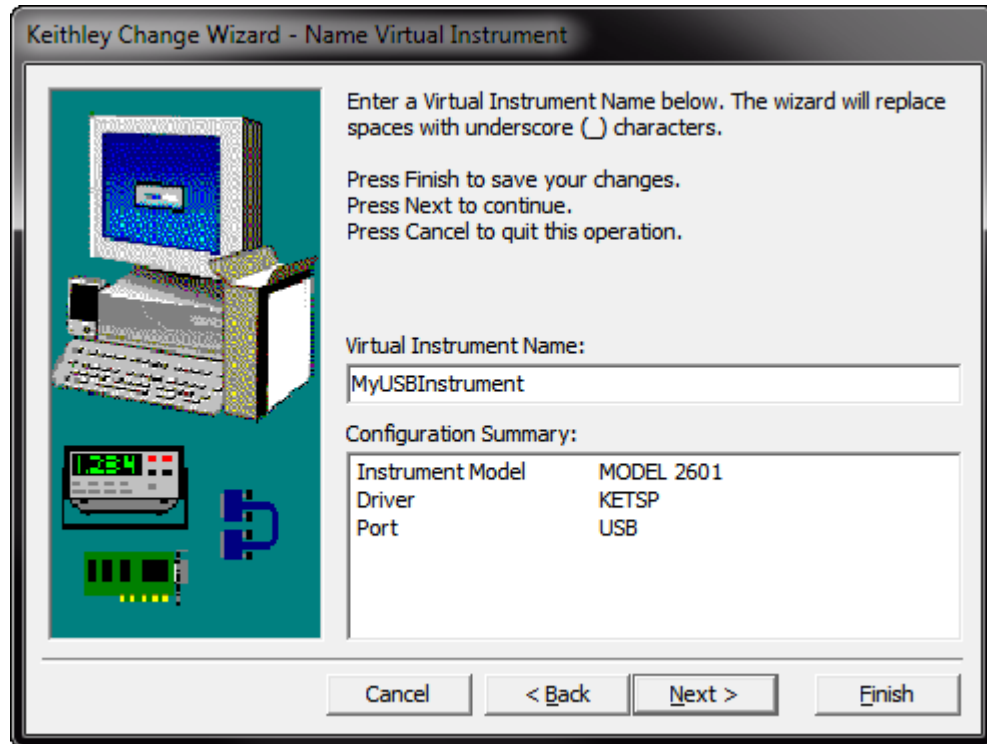 Keithley Change Wizard - Name Virtual Instrument
Enter a Virtual Instrument Name below. The wizard will replace
spaces with underscore (_) characters.
Press Finish to save your changes.
Press Next to continue.
Press Cancel to quit this operation.
Virtual Instrument Name:
MyUSBInstrument
Configuration Summary:
Instrument Model MODEL 2601
Driver KETSP
Port USB
1.234
Cancel < Back Next > Finish